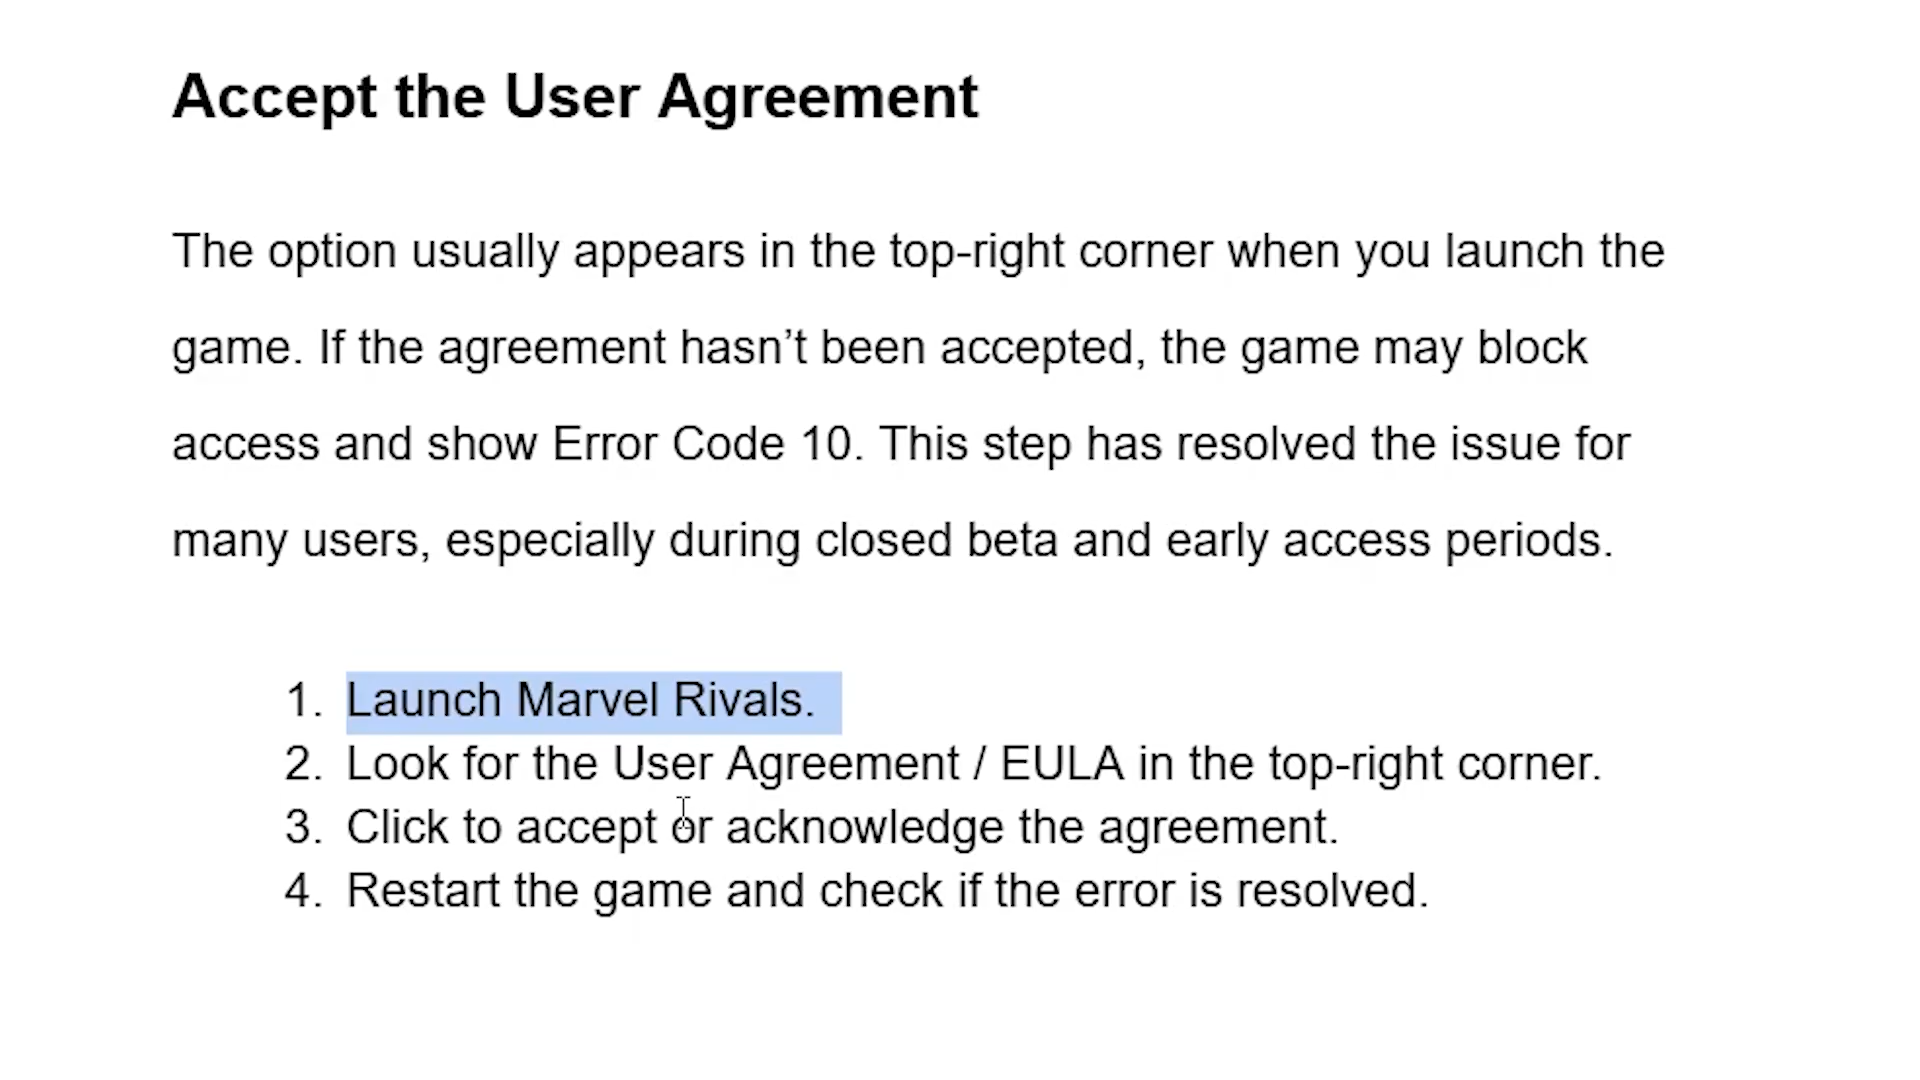 Accept the User Agreement
The option usually appears in the top-right corner when you launch the
game. If the agreement hasn’t been accepted, the game may block
access and show Error Code 10. This step has resolved the issue for
many users, especially during closed beta and early access periods.
1. Launch Marvel Rivals.
2. Look for the User Agreement / EULA in the top-right corner.
3. Click to accept or acknowledge the agreement.
4. Restart the game and check if the error is resolved.